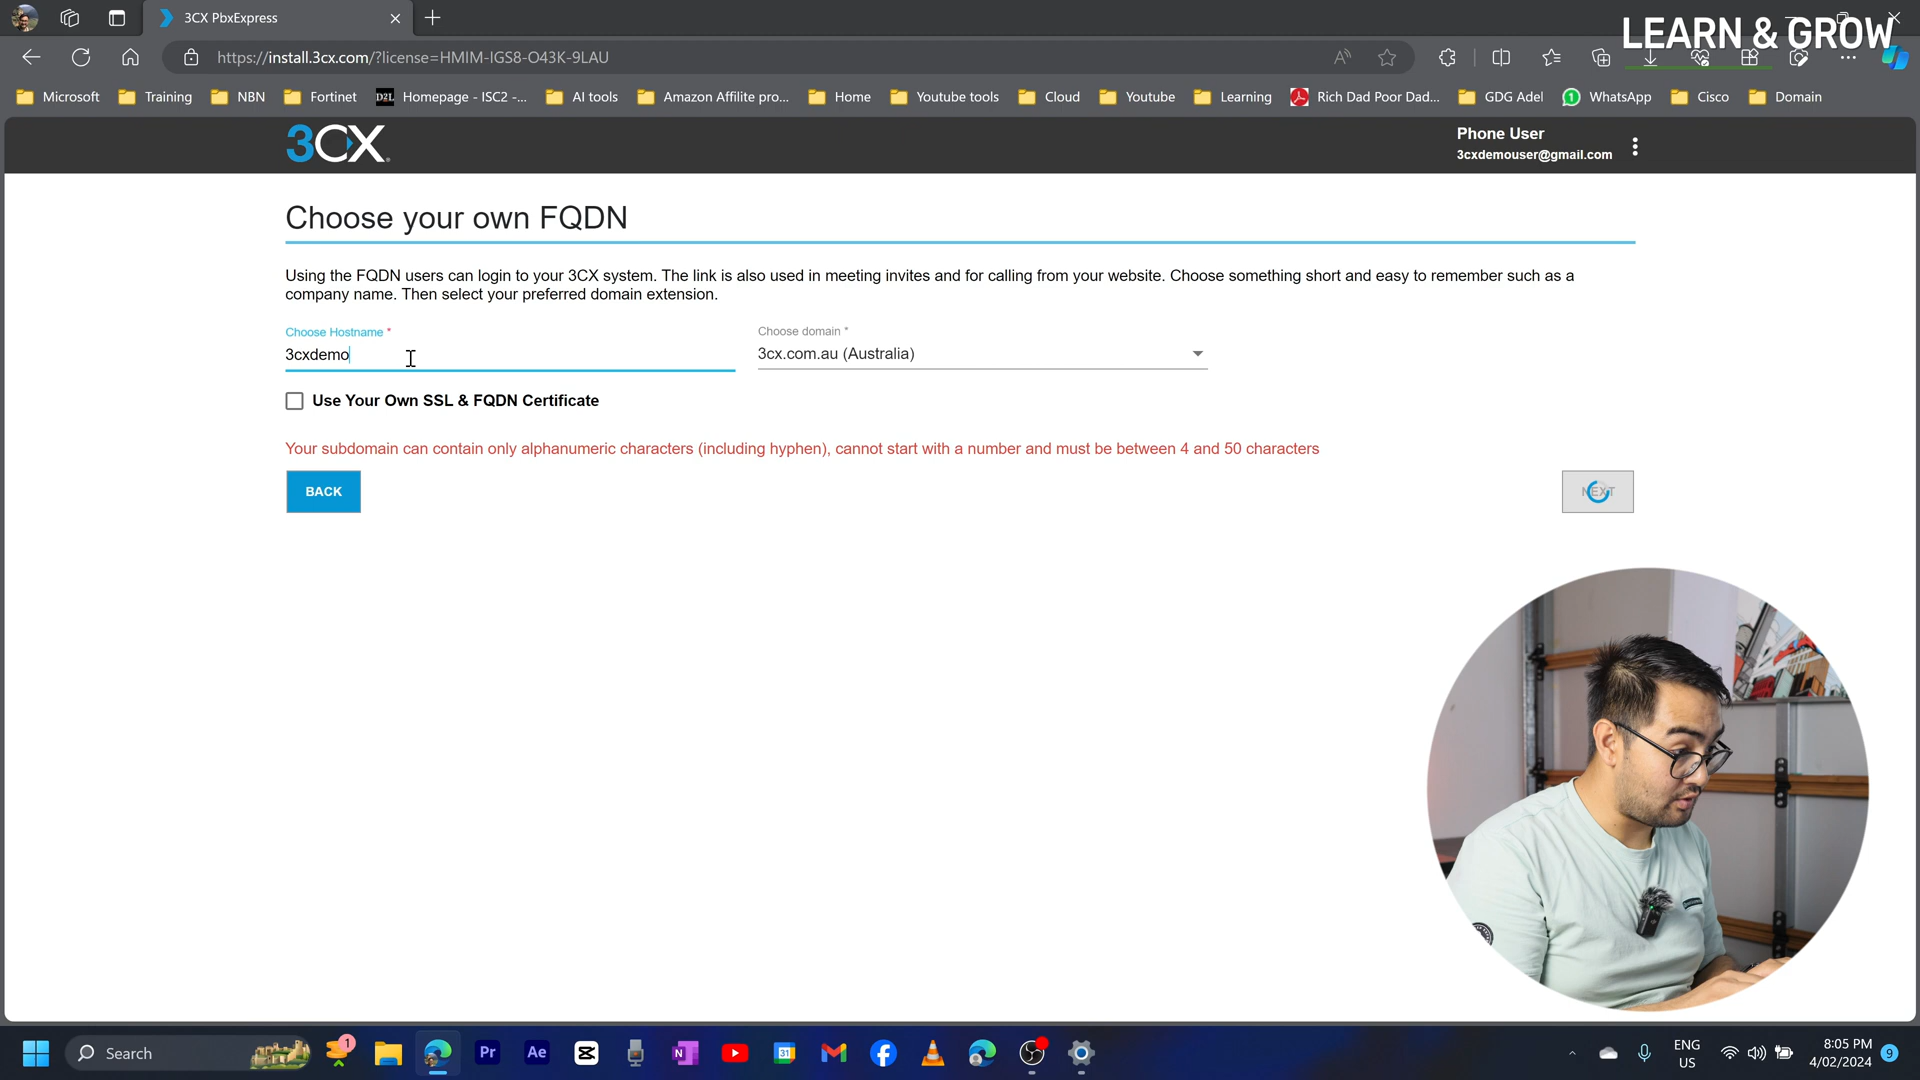 3CX PbxExpress
LEARN & GROW
https://install.3cx.com/?license=HMIM-IGS8-O43K-9LAU
Microsoft Training NBN Fortinet D2L Homepage - ISC2 -... AI tools Amazon Affilite pro... Home Youtube tools Cloud Youtube Learning Rich Dad Poor Dad... GDG Adel WhatsApp Cisco Domain
3CX
Phone User
3cxdemouser@gmail.com
Choose your own FQDN
Using the FQDN users can login to your 3CX system. The link is also used in meeting invites and for calling from your website. Choose something short and easy to remember such as a
company name. Then select your preferred domain extension.
Choose Hostname * Choose domain *
3cxdemo 3cx.com.au (Australia)
Use Your Own SSL & FQDN Certificate
Your subdomain can contain only alphanumeric characters (including hyphen), cannot start with a number and must be between 4 and 50 characters
BACK NEXT
Search 1 Pr Ae N 31 ENG
US 8:05 PM
4/02/2024 9